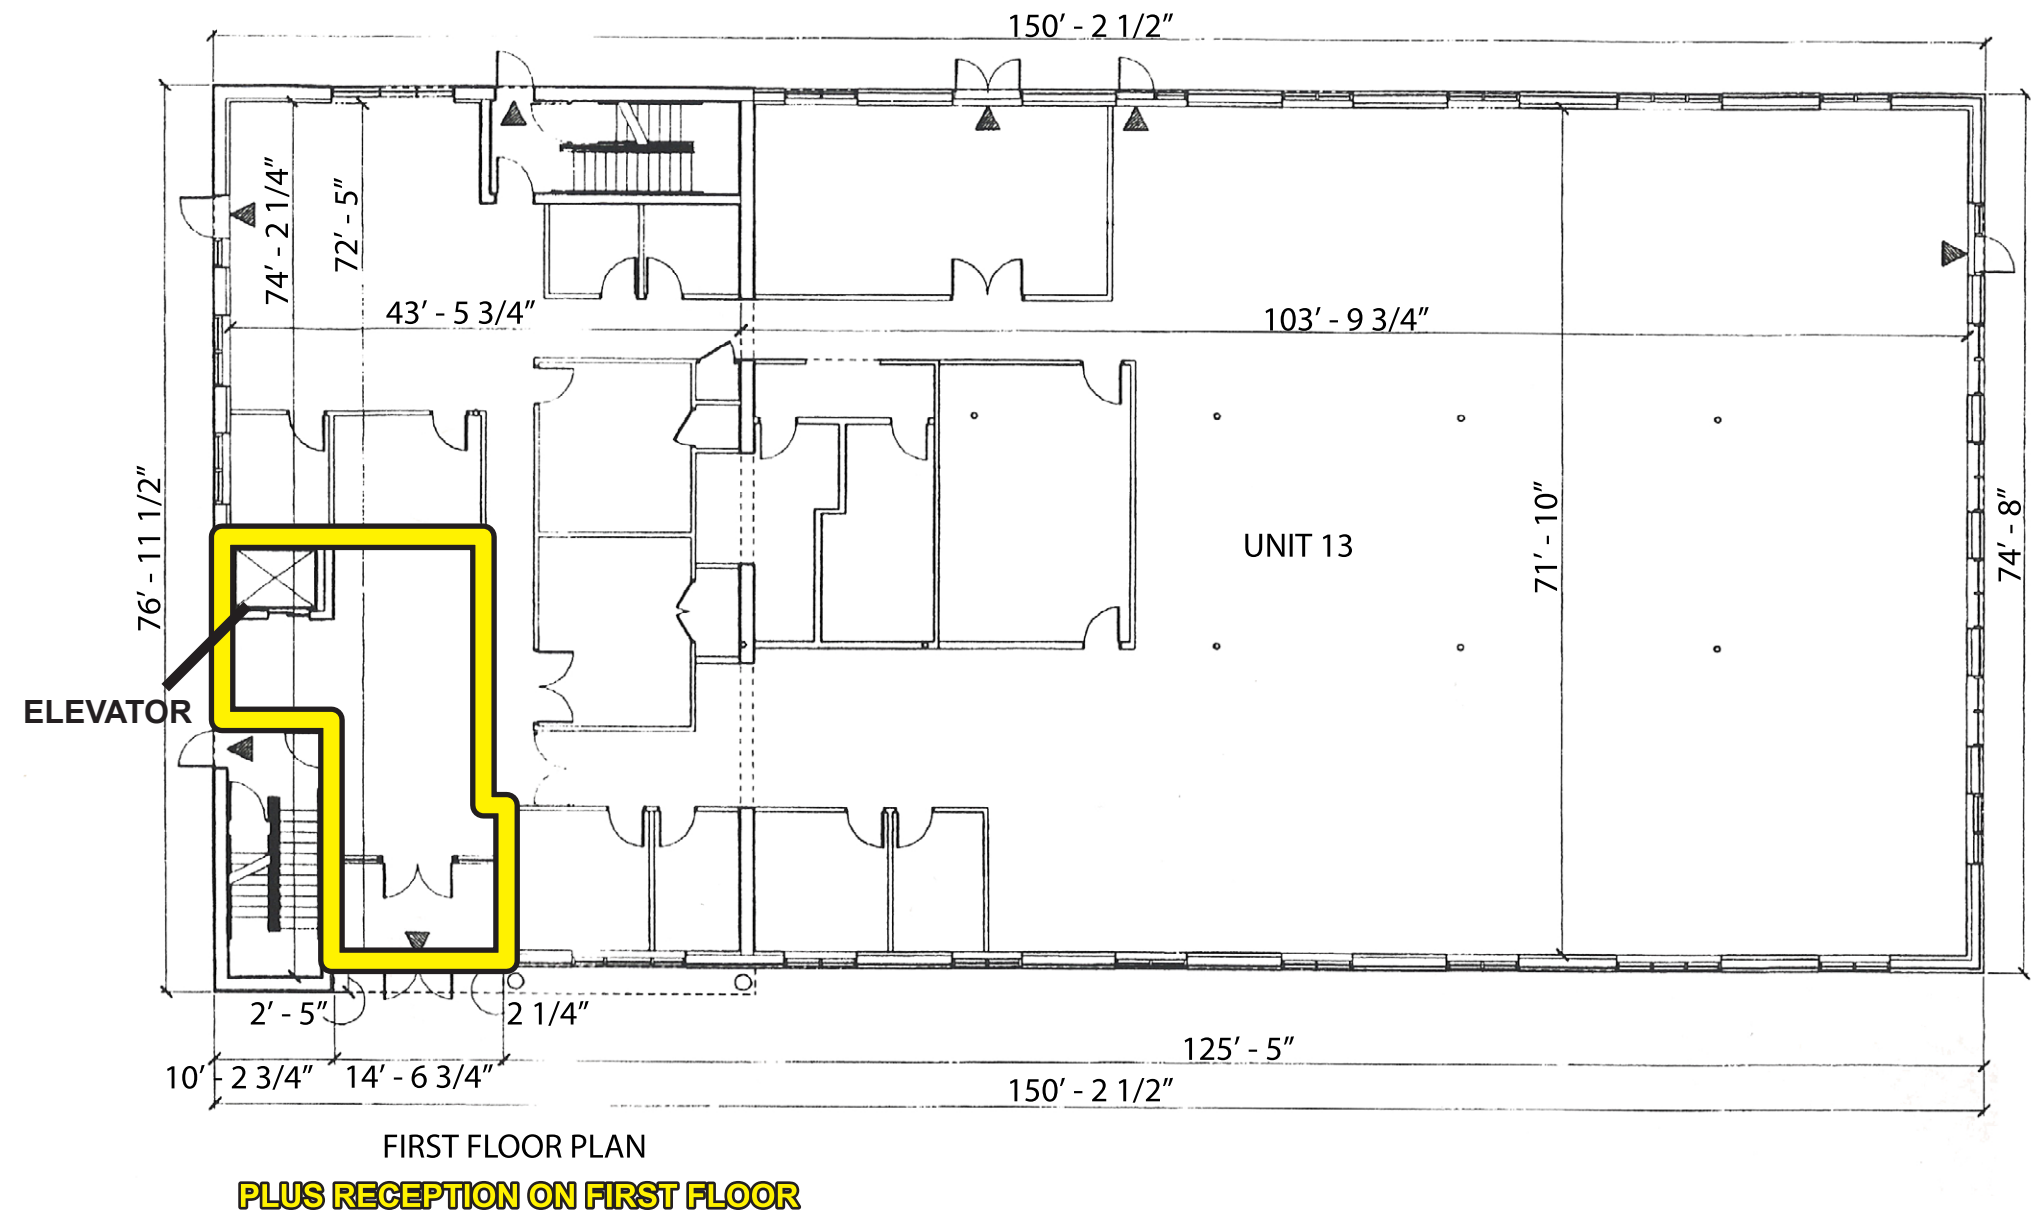 150’ - 2 1/2”
74’ - 2 1/4”
72’ - 5”
43’ - 5 3/4”
103’ - 9 3/4”
76’ - 11 1/2”
UNIT 13
71’ - 10”
74’ - 8”
ELEVATOR
2’ - 5”
2 1/4”
125’ - 5”
10’ - 2 3/4”
14’ - 6 3/4”
150’ - 2 1/2”
FIRST FLOOR PLAN
PLUS RECEPTION ON FIRST FLOOR